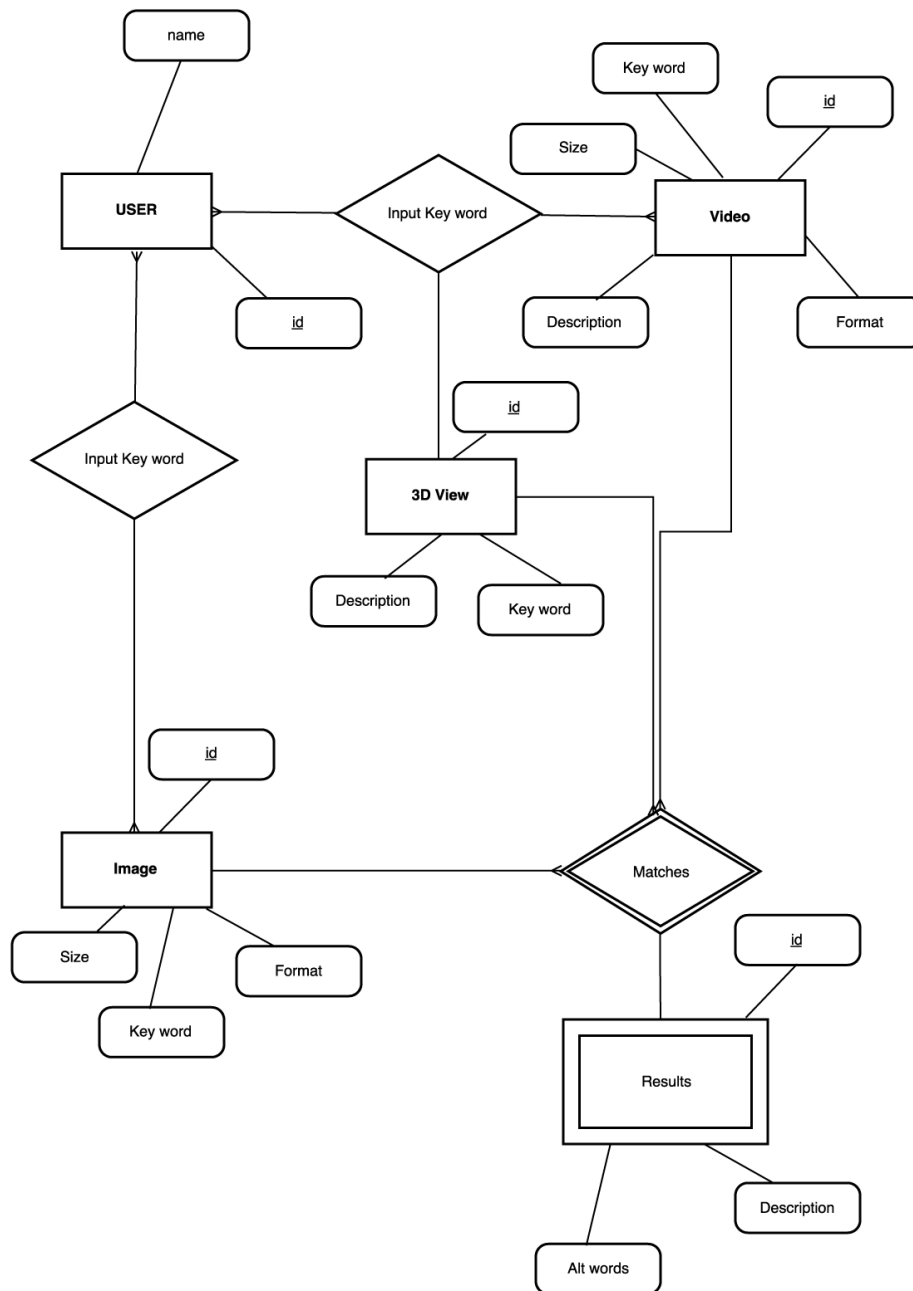 name
Key word
id
Size
USER
Input Key word
Video
id
Description
Format
id
Input Key word
3D View
Description
Key word
id
Image
Matches
Size
Format
id
Key word
Results
Description
Alt words